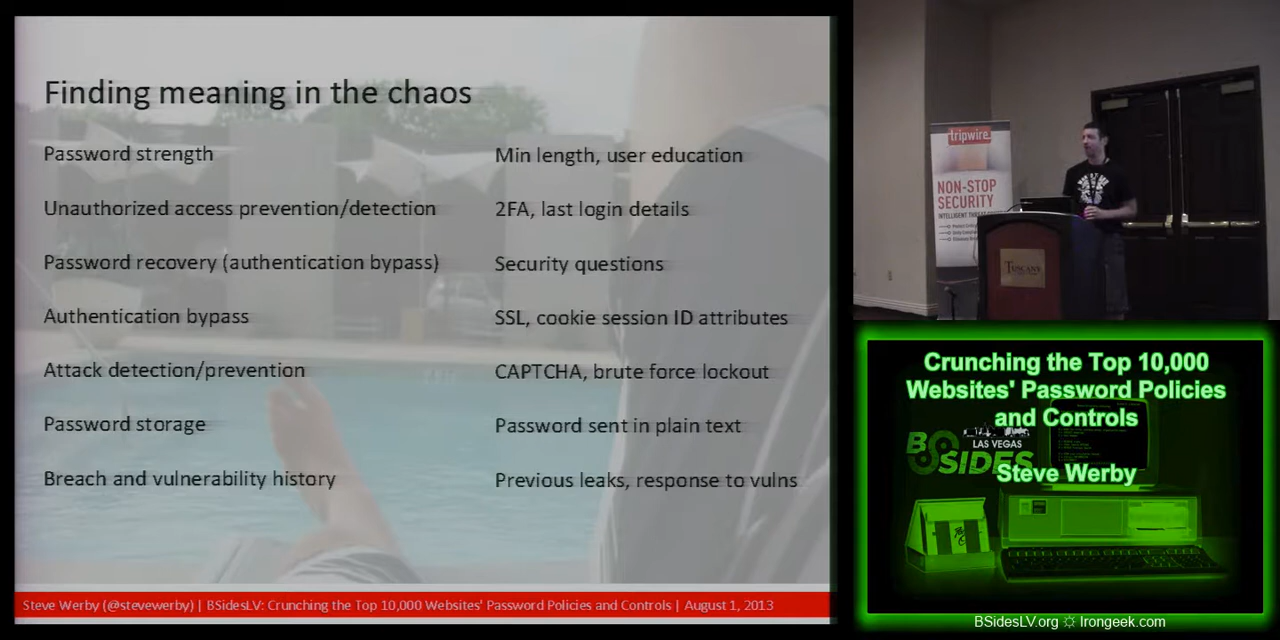 Finding meaning in the chaos
Password strength
Min length, user education
Unauthorized access prevention/detection
2FA, last login details
Password recovery (authentication bypass)
Security questions
Authentication bypass
SSL, cookie session ID attributes
Attack detection/prevention
CAPTCHA, brute force lockout
Password storage
Password sent in plain text
Breach and vulnerability history
Previous leaks, response to vulns
Steve Werby (@stevewerby) | BSidesLV: Crunching the Top 10,000 Websites' Password Policies and Controls | August 1, 2013
tripwire
NON-STOP
SECURITY
TUSCANY
Crunching the Top 10,000
Websites' Password Policies
and Controls
LAS VEGAS
BSIDES
Steve Werby
BSidesLV.org ☼ Irongeek.com